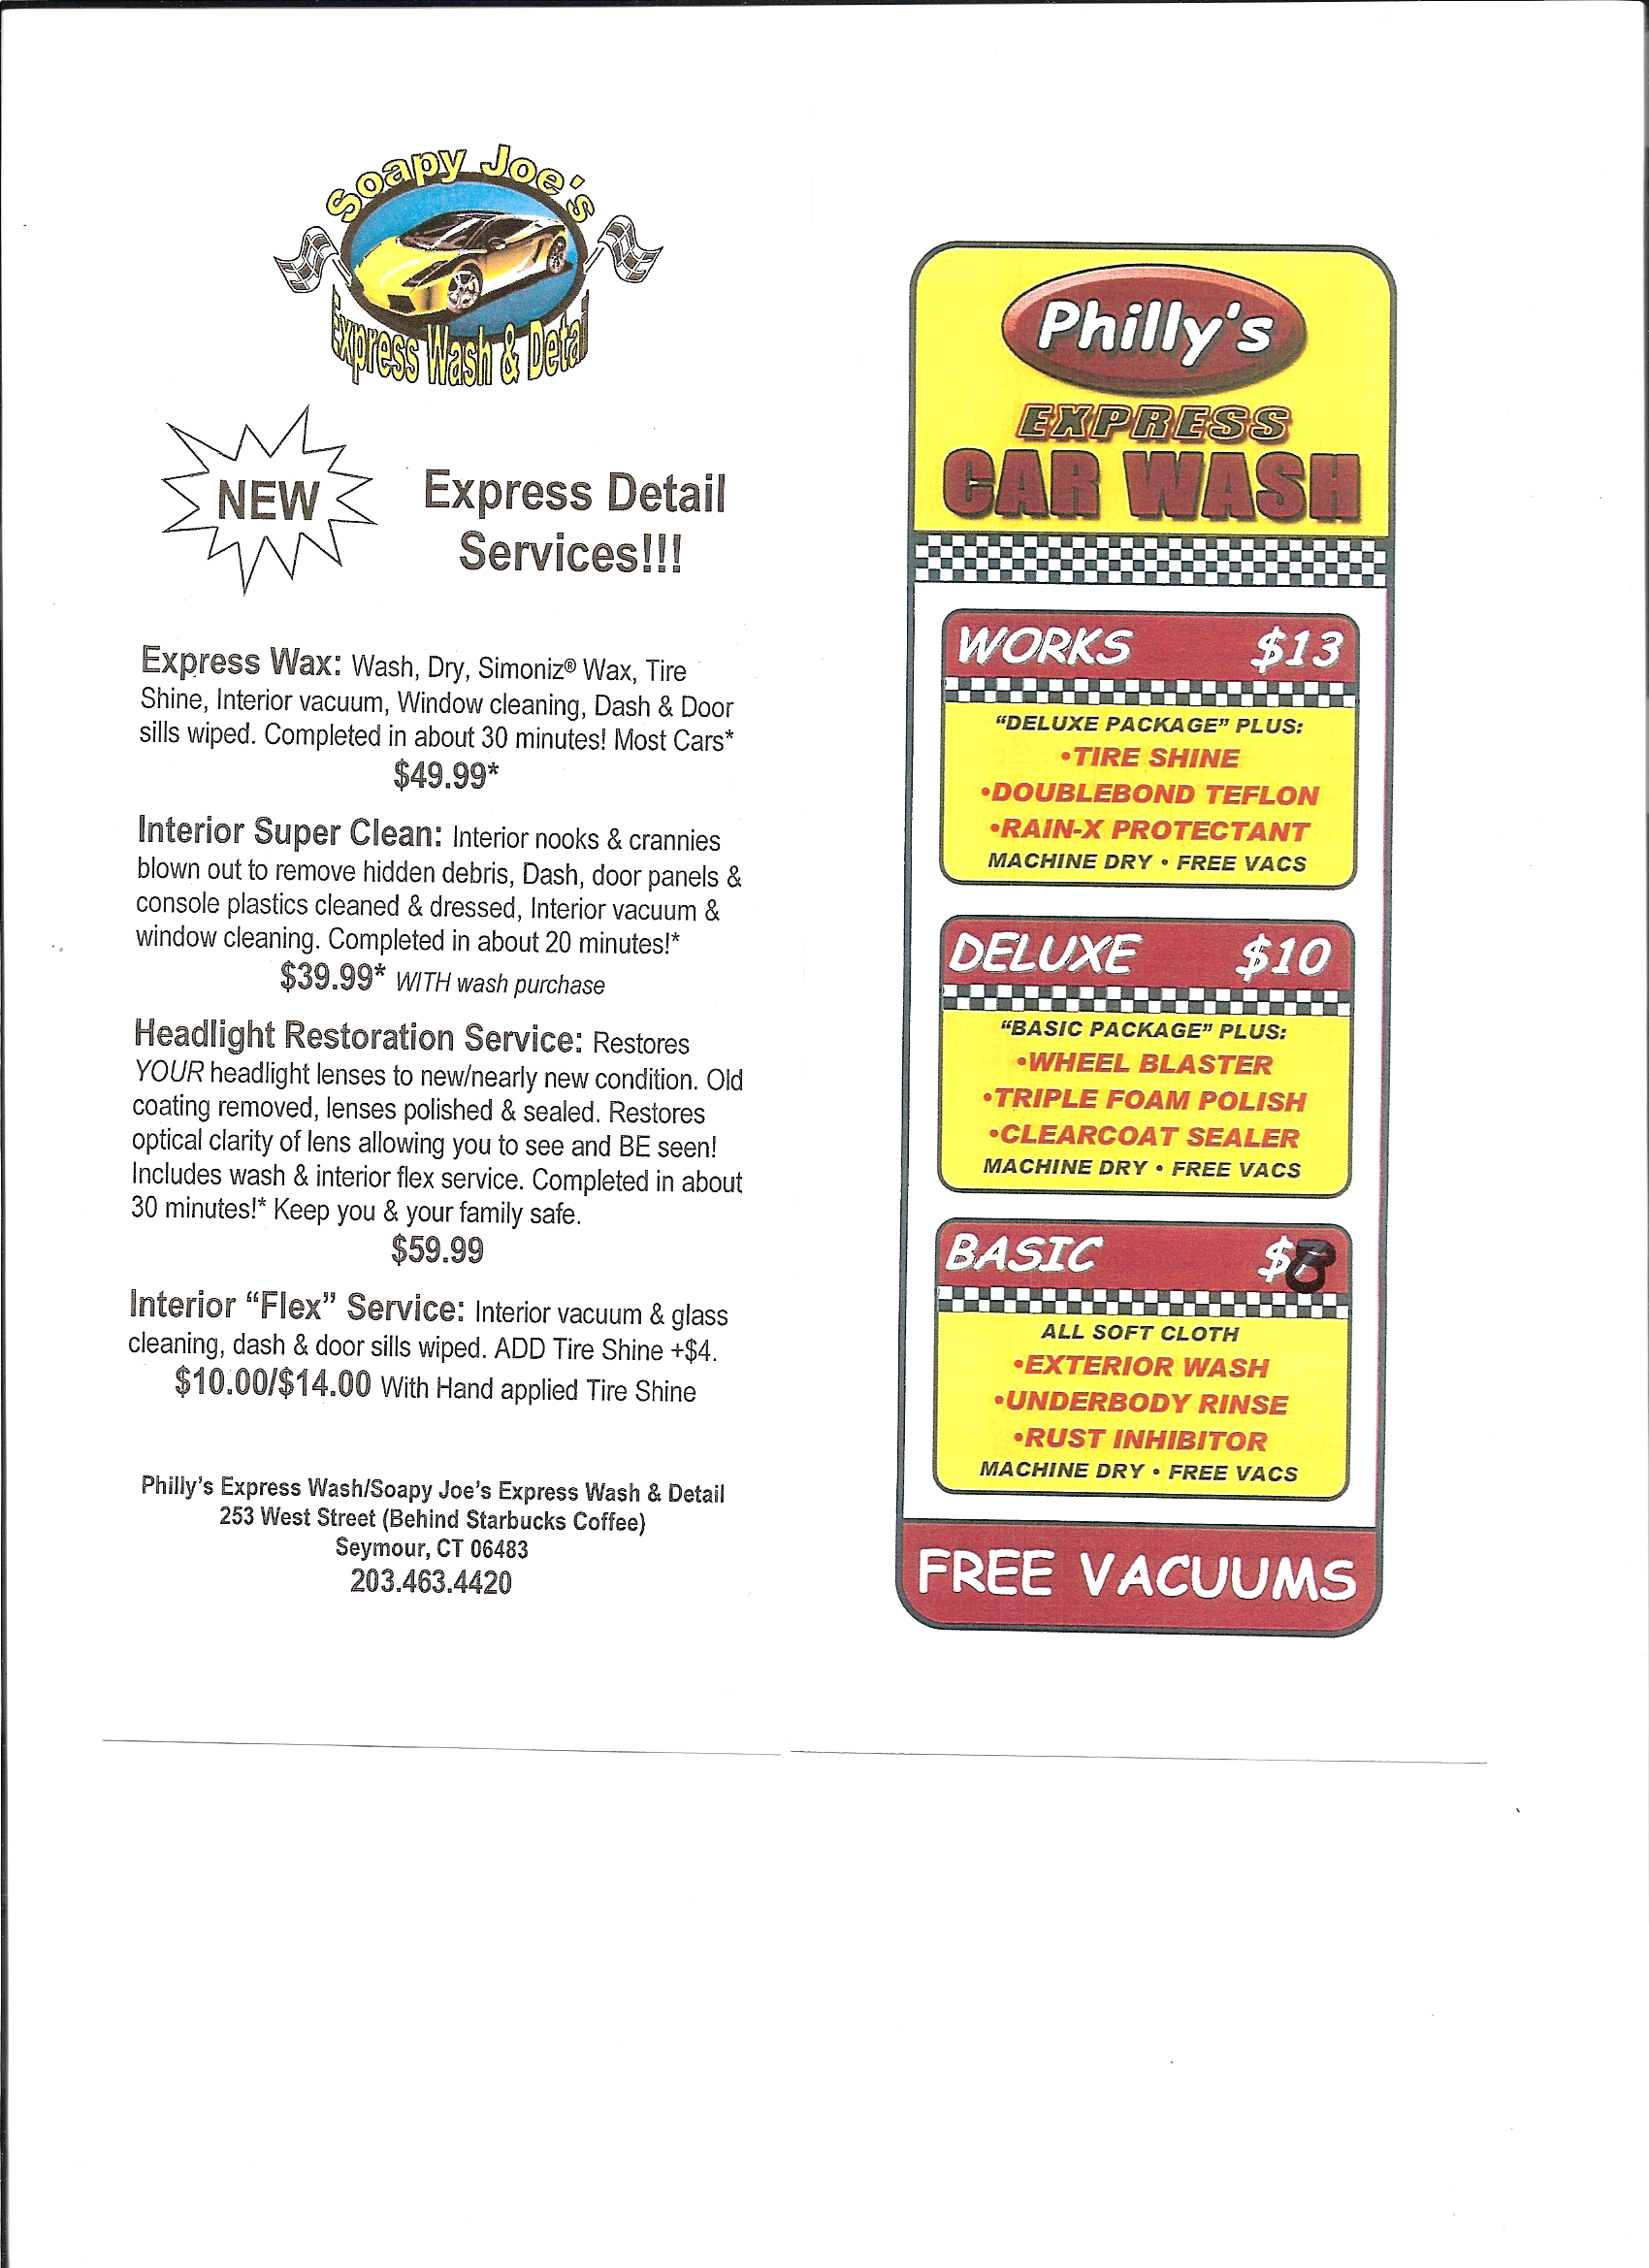 Soapy Joe's
Express Wash & Detail
NEW
Express Detail
Services!!!
Express Wax: Wash, Dry, Simoniz® Wax, Tire
Shine, Interior vacuum, Window cleaning, Dash & Door
sills wiped. Completed in about 30 minutes! Most Cars*
$49.99*
Interior Super Clean: Interior nooks & crannies
blown out to remove hidden debris, Dash, door panels &
console plastics cleaned & dressed, Interior vacuum &
window cleaning. Completed in about 20 minutes!*
$39.99* WITH wash purchase
Headlight Restoration Service: Restores
YOUR headlight lenses to new/nearly new condition. Old
coating removed, lenses polished & sealed. Restores
optical clarity of lens allowing you to see and BE seen!
Includes wash & interior flex service. Completed in about
30 minutes!* Keep you & your family safe.
$59.99
Interior “Flex” Service: Interior vacuum & glass
cleaning, dash & door sills wiped. ADD Tire Shine +$4.
$10.00/$14.00 With Hand applied Tire Shine
Philly's Express Wash/Soapy Joe's Express Wash & Detail
253 West Street (Behind Starbucks Coffee)
Seymour, CT 06483
203.463.4420
Philly's
EXPRESS
CAR WASH
WORKS $13
“DELUXE PACKAGE” PLUS:
•TIRE SHINE
•DOUBLEBOND TEFLON
•RAIN-X PROTECTANT
MACHINE DRY • FREE VACS
DELUXE $10
“BASIC PACKAGE” PLUS:
•WHEEL BLASTER
•TRIPLE FOAM POLISH
•CLEARCOAT SEALER
MACHINE DRY • FREE VACS
BASIC $8
ALL SOFT CLOTH
•EXTERIOR WASH
•UNDERBODY RINSE
•RUST INHIBITOR
MACHINE DRY • FREE VACS
FREE VACUUMS